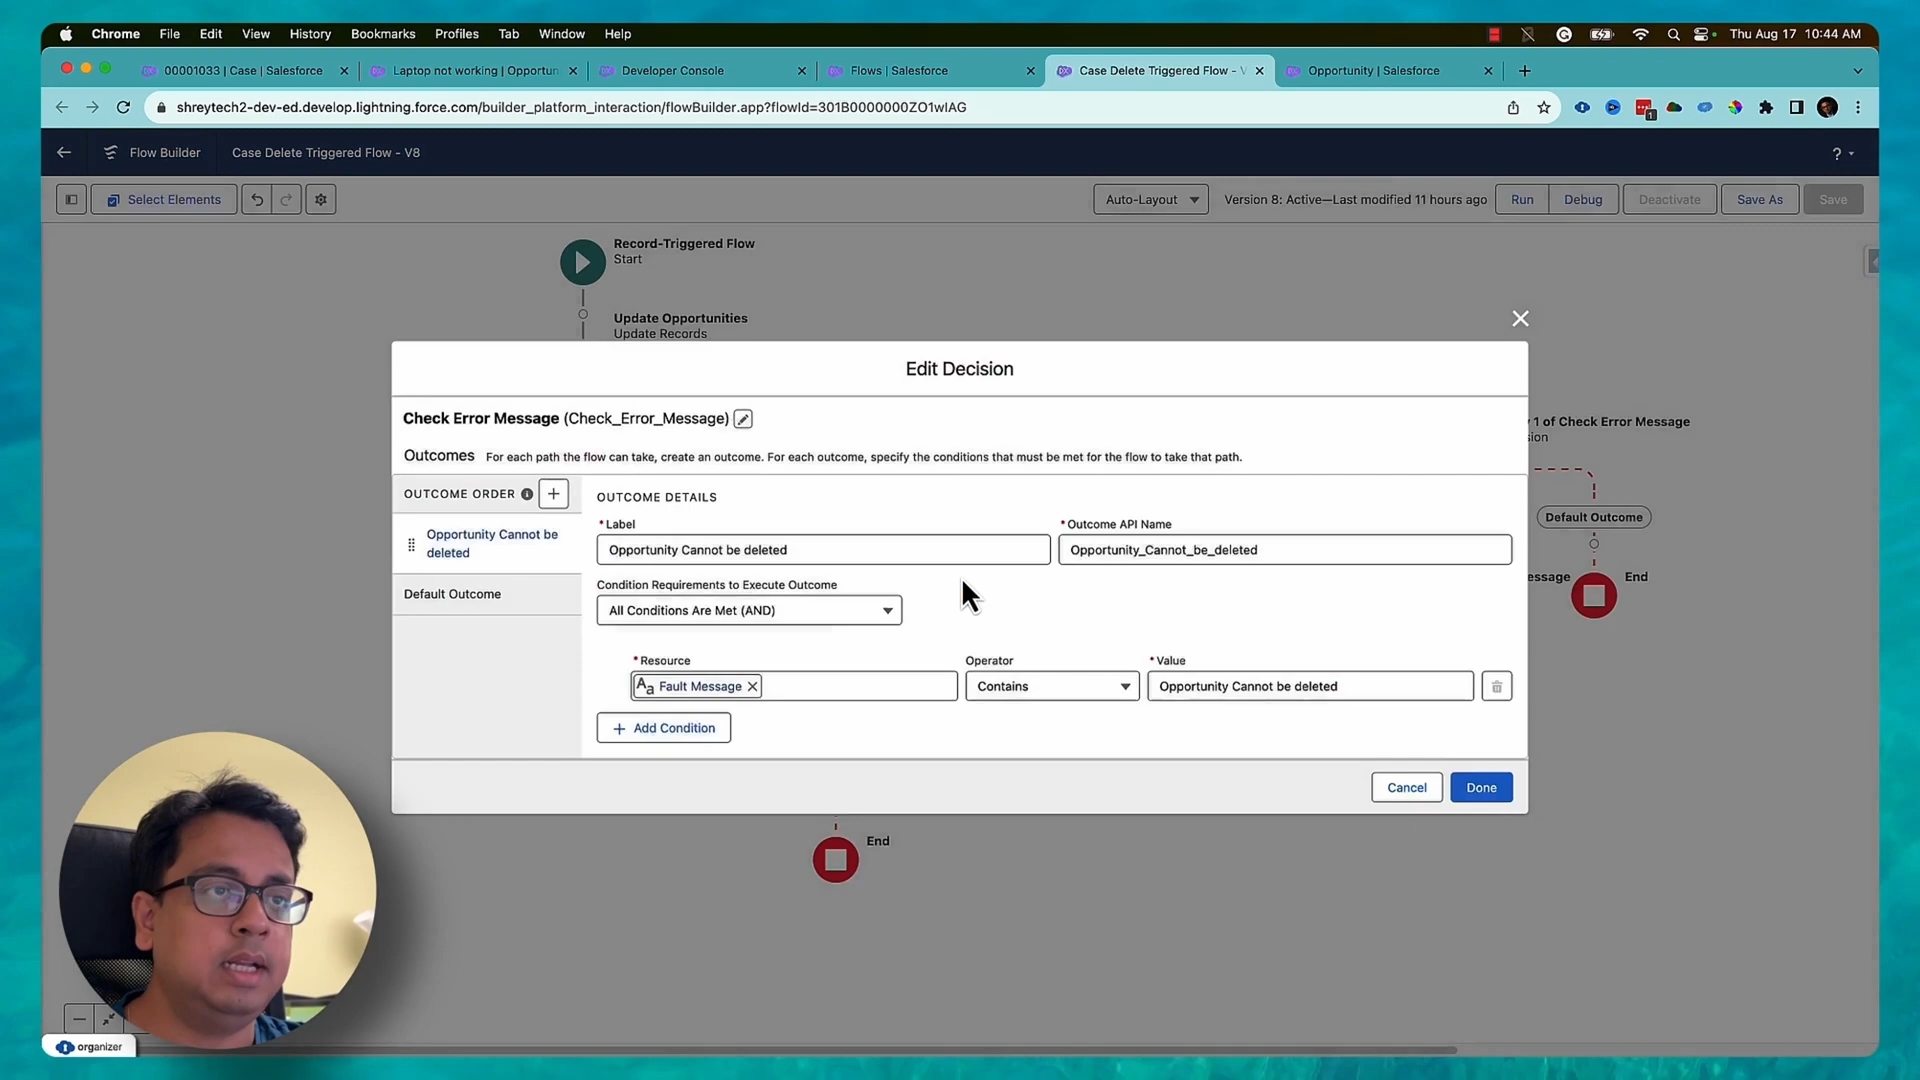 Chrome File Edit View History Bookmarks Profiles Tab Window Help Thu Aug 17 10:44 AM
00001033 | Case | Salesforce Laptop not working | Opportun Developer Console Flows | Salesforce Case Delete Triggered Flow - V Opportunity | Salesforce
shreytech2-dev-ed.develop.lightning.force.com/builder_platform_interaction/flowBuilder.app?flowId=301B0000000ZO1wIAG
1
Flow Builder Case Delete Triggered Flow - V8 ?
Select Elements Auto-Layout Version 8: Active—Last modified 11 hours ago Run Debug Deactivate Save As Save
Record-Triggered Flow
Start
Update Opportunities
Update Records
Edit Decision
Check Error Message (Check_Error_Message)
1 of Check Error Message
sion
Outcomes For each path the flow can take, create an outcome. For each outcome, specify the conditions that must be met for the flow to take that path.
OUTCOME ORDER
Opportunity Cannot be
deleted
Default Outcome
OUTCOME DETAILS
* Label
Opportunity Cannot be deleted
* Outcome API Name
Opportunity_Cannot_be_deleted
Condition Requirements to Execute Outcome
All Conditions Are Met (AND)
* Resource
Aa Fault Message
Operator
Contains
* Value
Opportunity Cannot be deleted
Add Condition
Cancel Done
Default Outcome
essage End
End
organizer